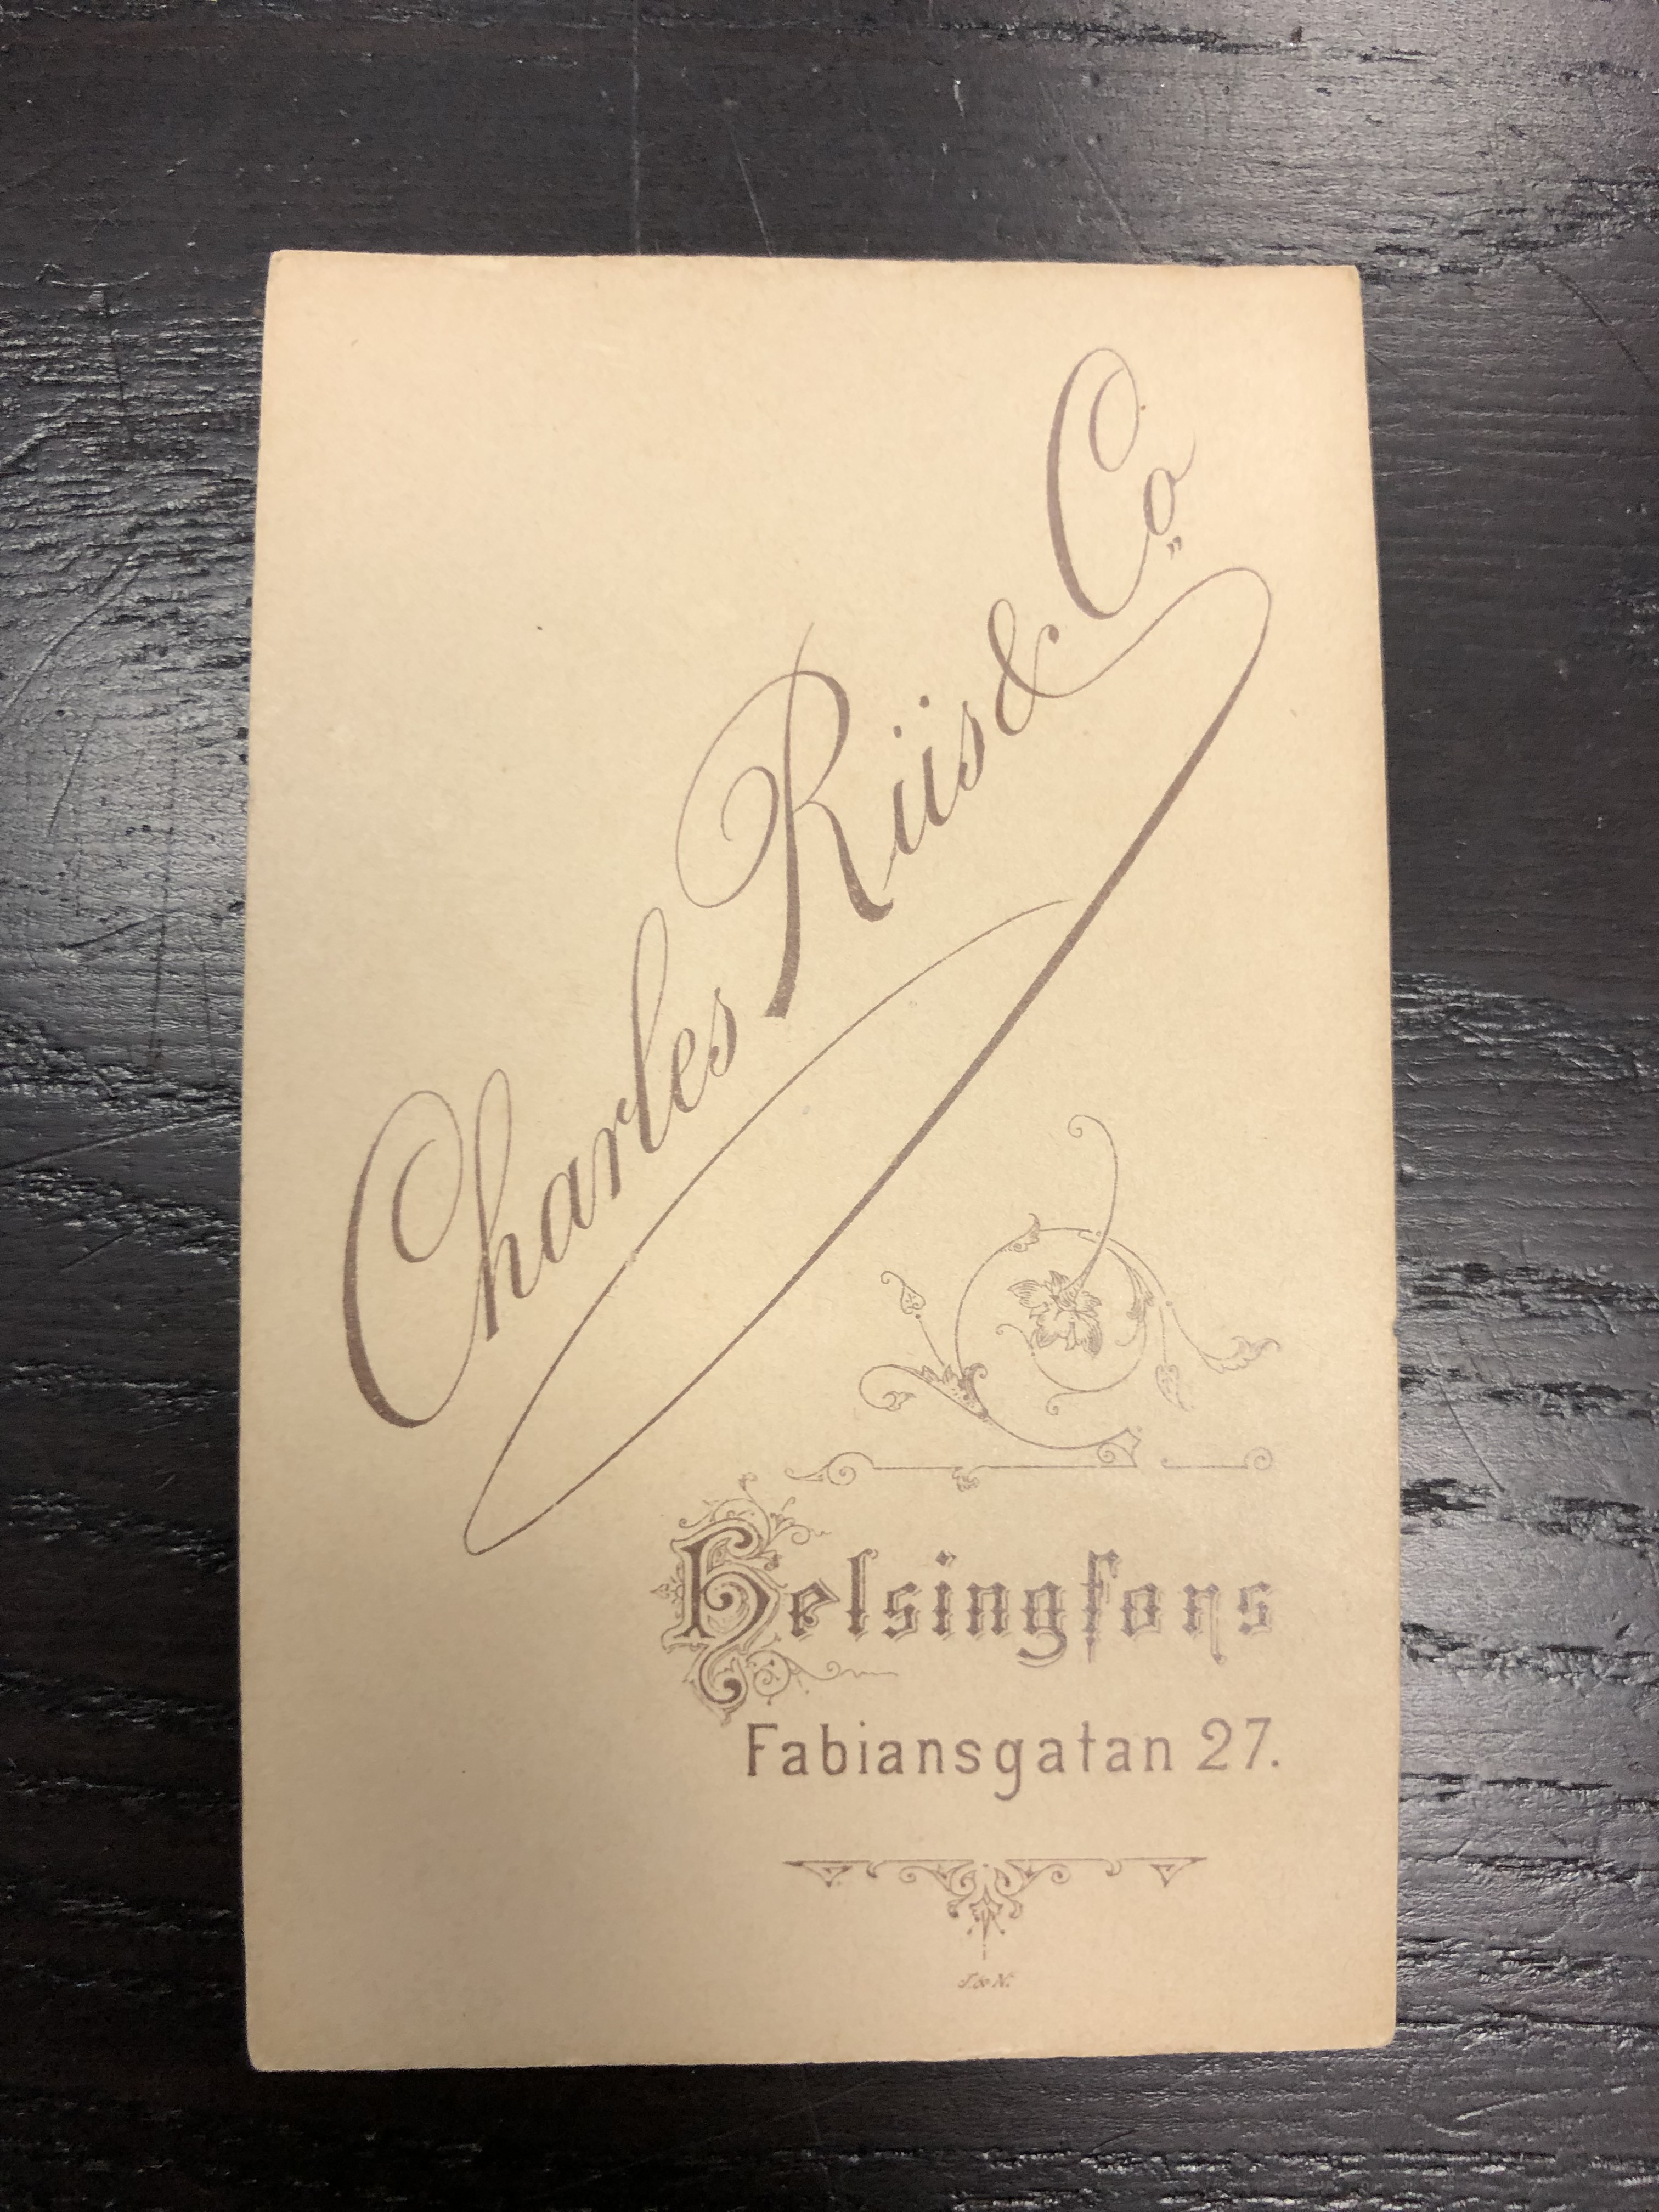 Charles Riis & Co
Helsingfors
Fabiansgatan 27.
J. & N.